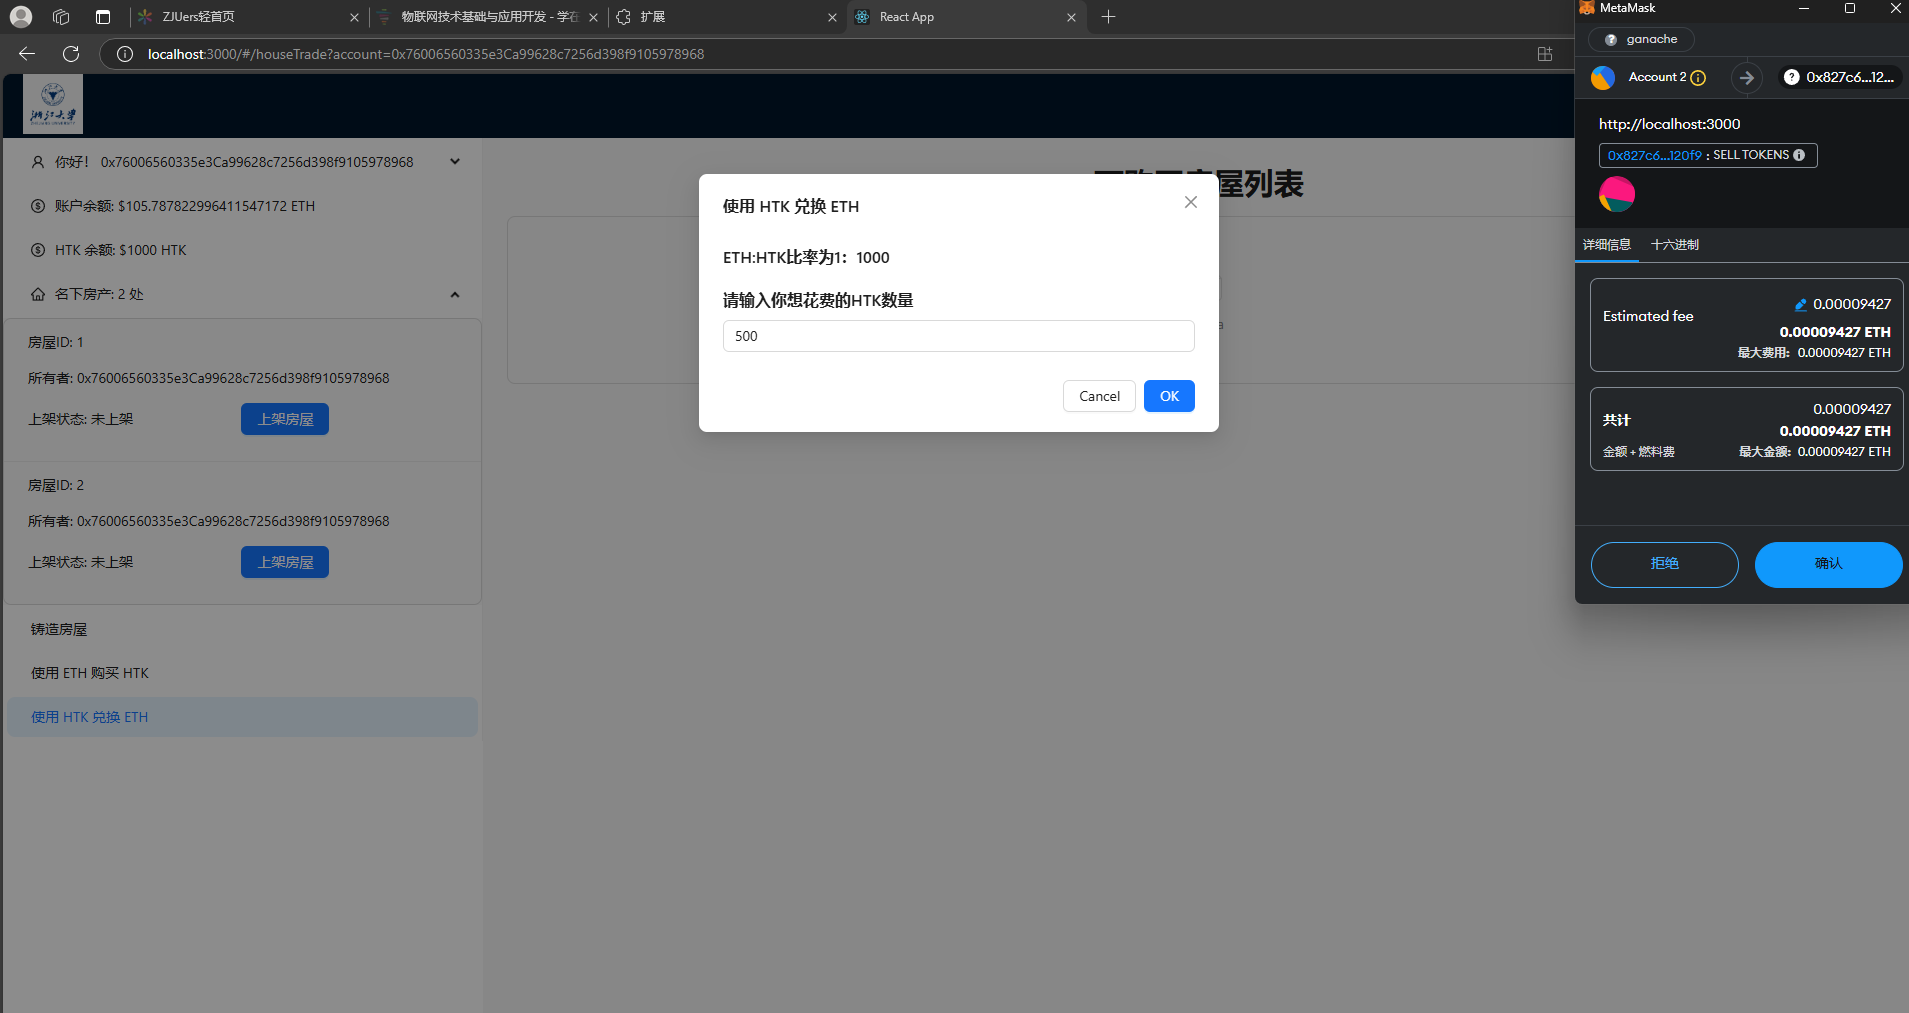 ZJUers轻首页
物联网技术基础与应用开发 - 学在
扩展
React App
localhost:3000/#/houseTrade?account=0x76006560335e3Ca99628c7256d398f9105978968
浙江大学
你好！ 0x76006560335e3Ca99628c7256d398f9105978968
账户余额: $105.787822996411547172 ETH
HTK 余额: $1000 HTK
名下房产: 2 处
房屋ID: 1
所有者: 0x76006560335e3Ca99628c7256d398f9105978968
上架状态: 未上架
上架房屋
房屋ID: 2
所有者: 0x76006560335e3Ca99628c7256d398f9105978968
上架状态: 未上架
上架房屋
铸造房屋
使用 ETH 购买 HTK
使用 HTK 兑换 ETH
屋列表
使用 HTK 兑换 ETH
ETH:HTK比率为1：1000
请输入你想花费的HTK数量
500
Cancel
OK
MetaMask
ganache
Account 2
0x827c6...12...
http://localhost:3000
0x827c6...120f9 : SELL TOKENS
详细信息
十六进制
Estimated fee
0.00009427
0.00009427 ETH
最大费用: 0.00009427 ETH
共计
0.00009427
0.00009427 ETH
金额 + 燃料费
最大金额: 0.00009427 ETH
拒绝
确认